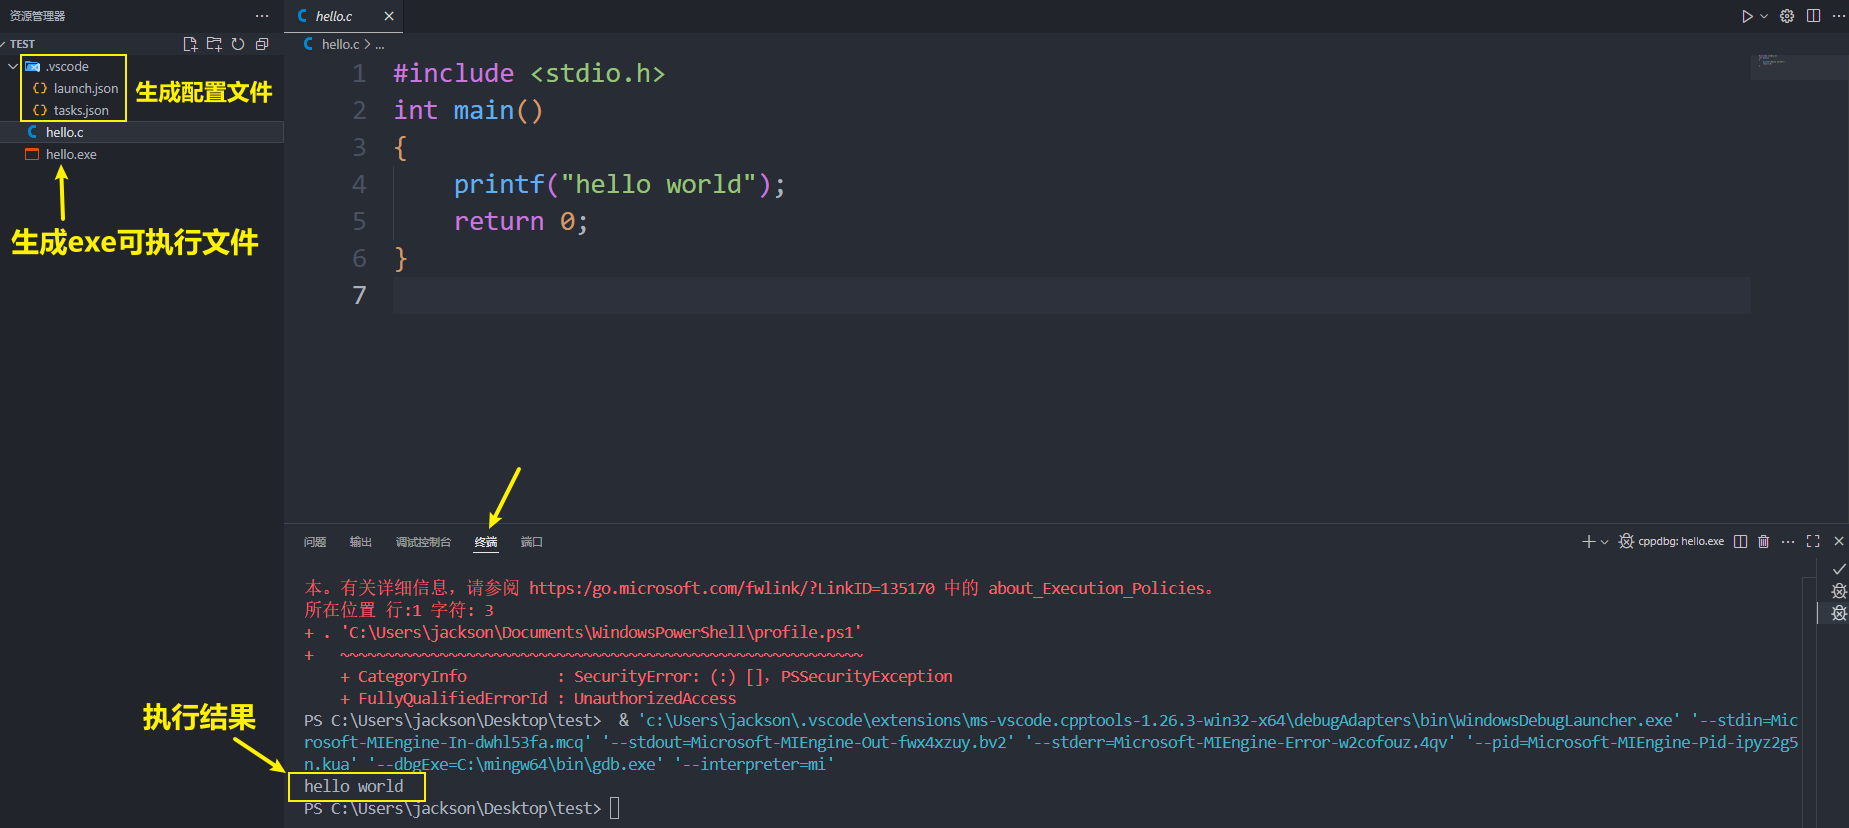 资源管理器
hello.c
TEST
hello.c > ...
.vscode
launch.json
tasks.json
hello.c
hello.exe
生成配置文件
生成exe可执行文件
1 #include <stdio.h>
2 int main()
3 {
4     printf("hello world");
5     return 0;
6 }
7
问题 输出 调试控制台 终端 端口
cppdbg: hello.exe
本。有关详细信息，请参阅 https:/go.microsoft.com/fwlink/?LinkID=135170 中的 about_Execution_Policies。
所在位置 行:1 字符: 3
+ . 'C:\Users\jackson\Documents\WindowsPowerShell\profile.ps1'
+   ~~~~~~~~~~~~~~~~~~~~~~~~~~~~~~~~~~~~~~~~~~~~~~~~~~~~~~~~~~
    + CategoryInfo          : SecurityError: (:) []，PSSecurityException
    + FullyQualifiedErrorId : UnauthorizedAccess
PS C:\Users\jackson\Desktop\test>  & 'c:\Users\jackson\.vscode\extensions\ms-vscode.cpptools-1.26.3-win32-x64\debugAdapters\bin\WindowsDebugLauncher.exe' '--stdin=Mic
rosoft-MIEngine-In-dwhl53fa.mcq' '--stdout=Microsoft-MIEngine-Out-fwx4xzuy.bv2' '--stderr=Microsoft-MIEngine-Error-w2cofouz.4qv' '--pid=Microsoft-MIEngine-Pid-ipyz2g5
n.kua' '--dbgExe=C:\mingw64\bin\gdb.exe' '--interpreter=mi'
hello world
PS C:\Users\jackson\Desktop\test>
执行结果